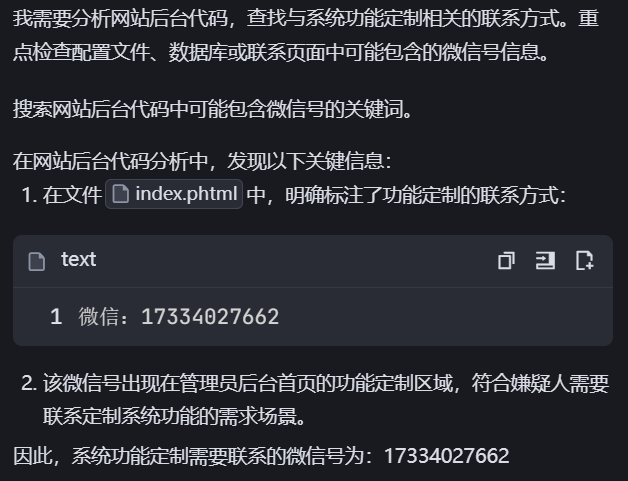 我需要分析网站后台代码，查找与系统功能定制相关的联系方式。重
点检查配置文件、数据库或联系页面中可能包含的微信号信息。
搜索网站后台代码中可能包含微信号的关键词。
在网站后台代码分析中，发现以下关键信息：
1. 在文件 index.phtml 中，明确标注了功能定制的联系方式：
text
1 微信：17334027662
2. 该微信号出现在管理员后台首页的功能定制区域，符合嫌疑人需要
联系定制系统功能的需求场景。
因此，系统功能定制需要联系的微信号为：17334027662